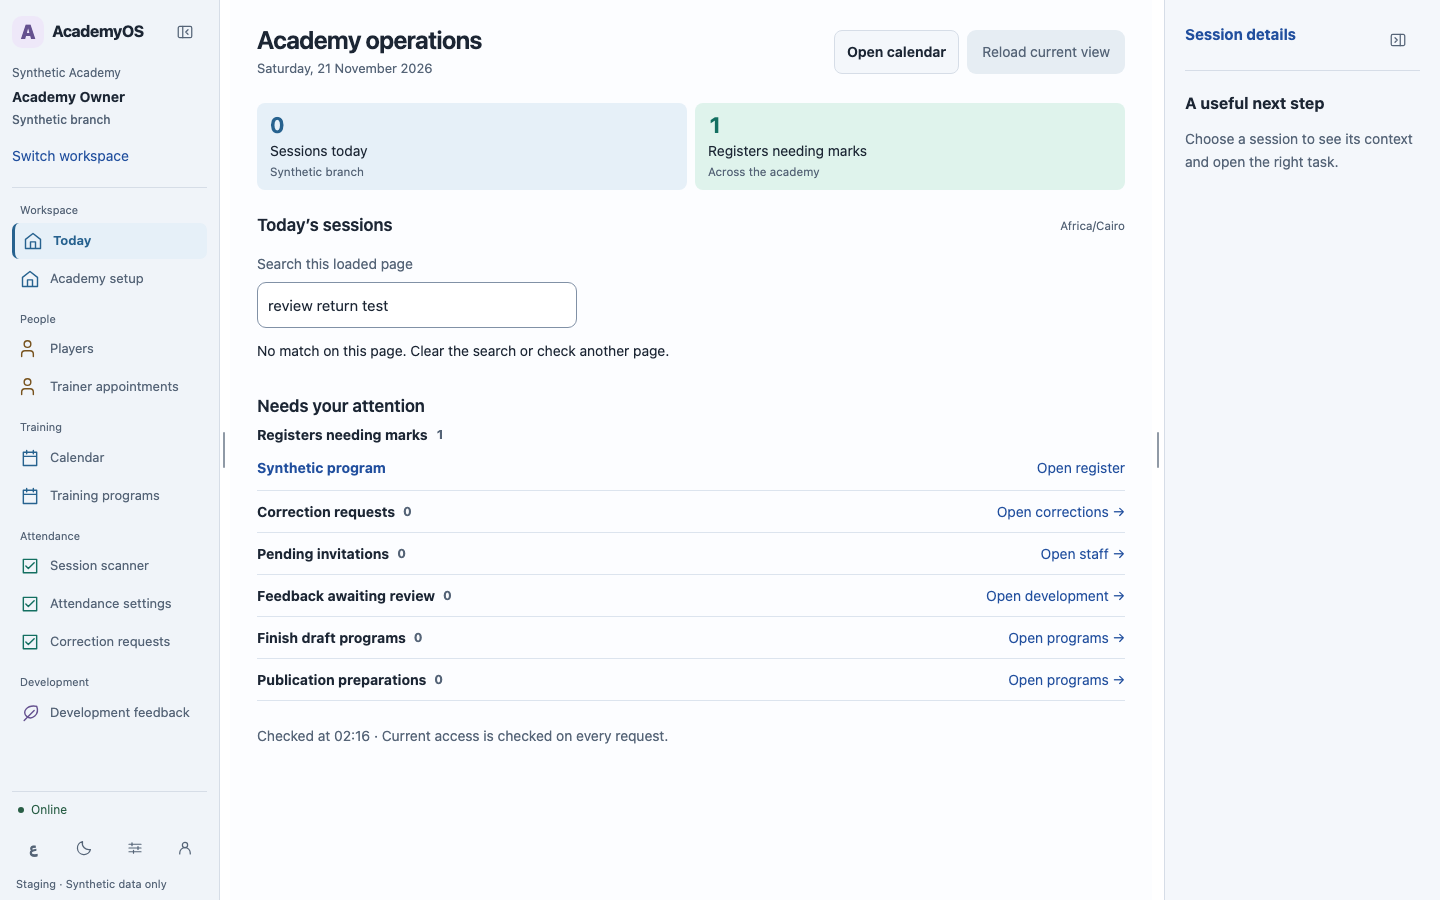 A AcademyOS
Synthetic Academy
Academy Owner
Synthetic branch
Switch workspace
Workspace
Today
Academy setup
People
Players
Trainer appointments
Training
Calendar
Training programs
Attendance
Session scanner
Attendance settings
Correction requests
Development
Development feedback
Online
ع
Staging · Synthetic data only
Academy operations
Saturday, 21 November 2026
Open calendar
Reload current view
0
Sessions today
Synthetic branch
1
Registers needing marks
Across the academy
Today’s sessions
Africa/Cairo
Search this loaded page
review return test
No match on this page. Clear the search or check another page.
Needs your attention
Registers needing marks 1
Synthetic program Open register
Correction requests 0 Open corrections →
Pending invitations 0 Open staff →
Feedback awaiting review 0 Open development →
Finish draft programs 0 Open programs →
Publication preparations 0 Open programs →
Checked at 02:16 · Current access is checked on every request.
Session details
A useful next step
Choose a session to see its context
and open the right task.